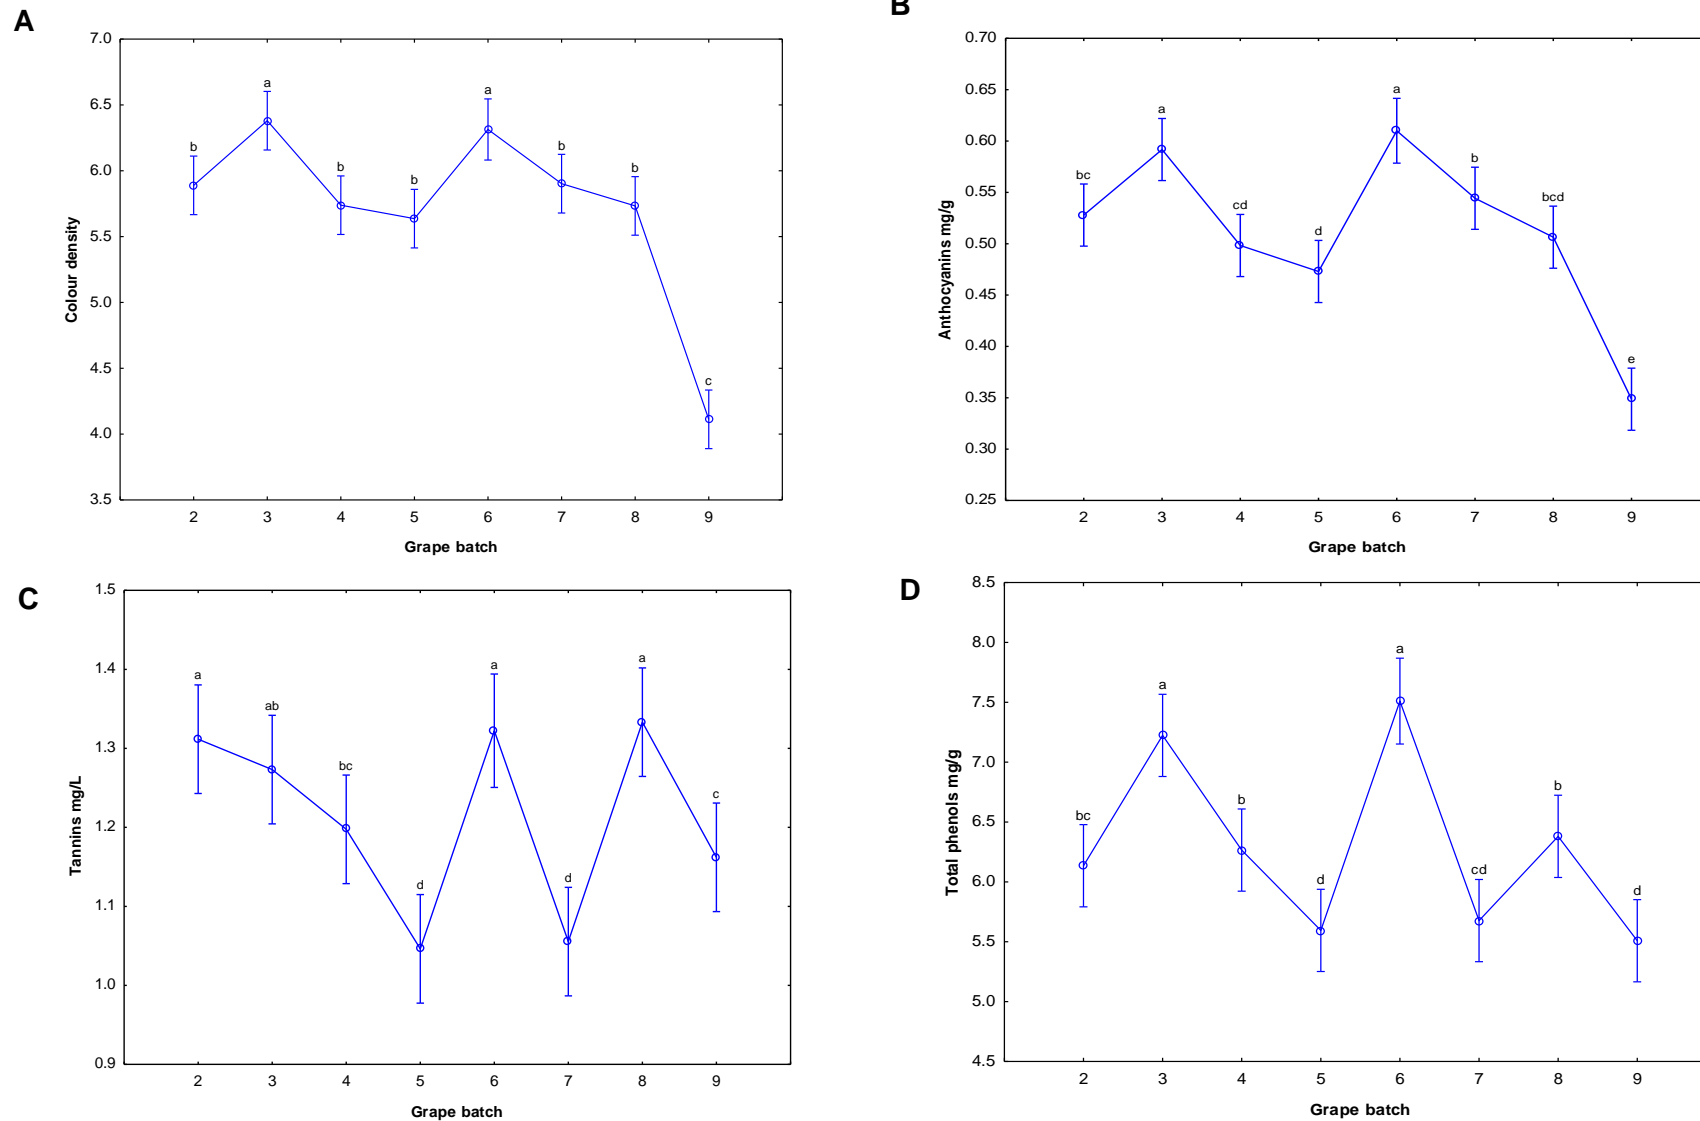 A
7.0
6.5
6.0
5.5
5.0
4.5
4.0
3.5
Colour density
b
a
b
b
a
b
b
c
2 3 4 5 6 7 8 9
Grape batch
B
0.70
0.65
0.60
0.55
0.50
0.45
0.40
0.35
0.30
0.25
Anthocyanins mg/g
bc
a
cd
d
a
b
bcd
e
2 3 4 5 6 7 8 9
Grape batch
C
1.5
1.4
1.3
1.2
1.1
1.0
0.9
Tannins mg/L
a
ab
bc
d
a
d
a
c
2 3 4 5 6 7 8 9
Grape batch
D
8.5
8.0
7.5
7.0
6.5
6.0
5.5
5.0
4.5
Total phenols mg/g
bc
a
b
d
a
cd
b
d
2 3 4 5 6 7 8 9
Grape batch